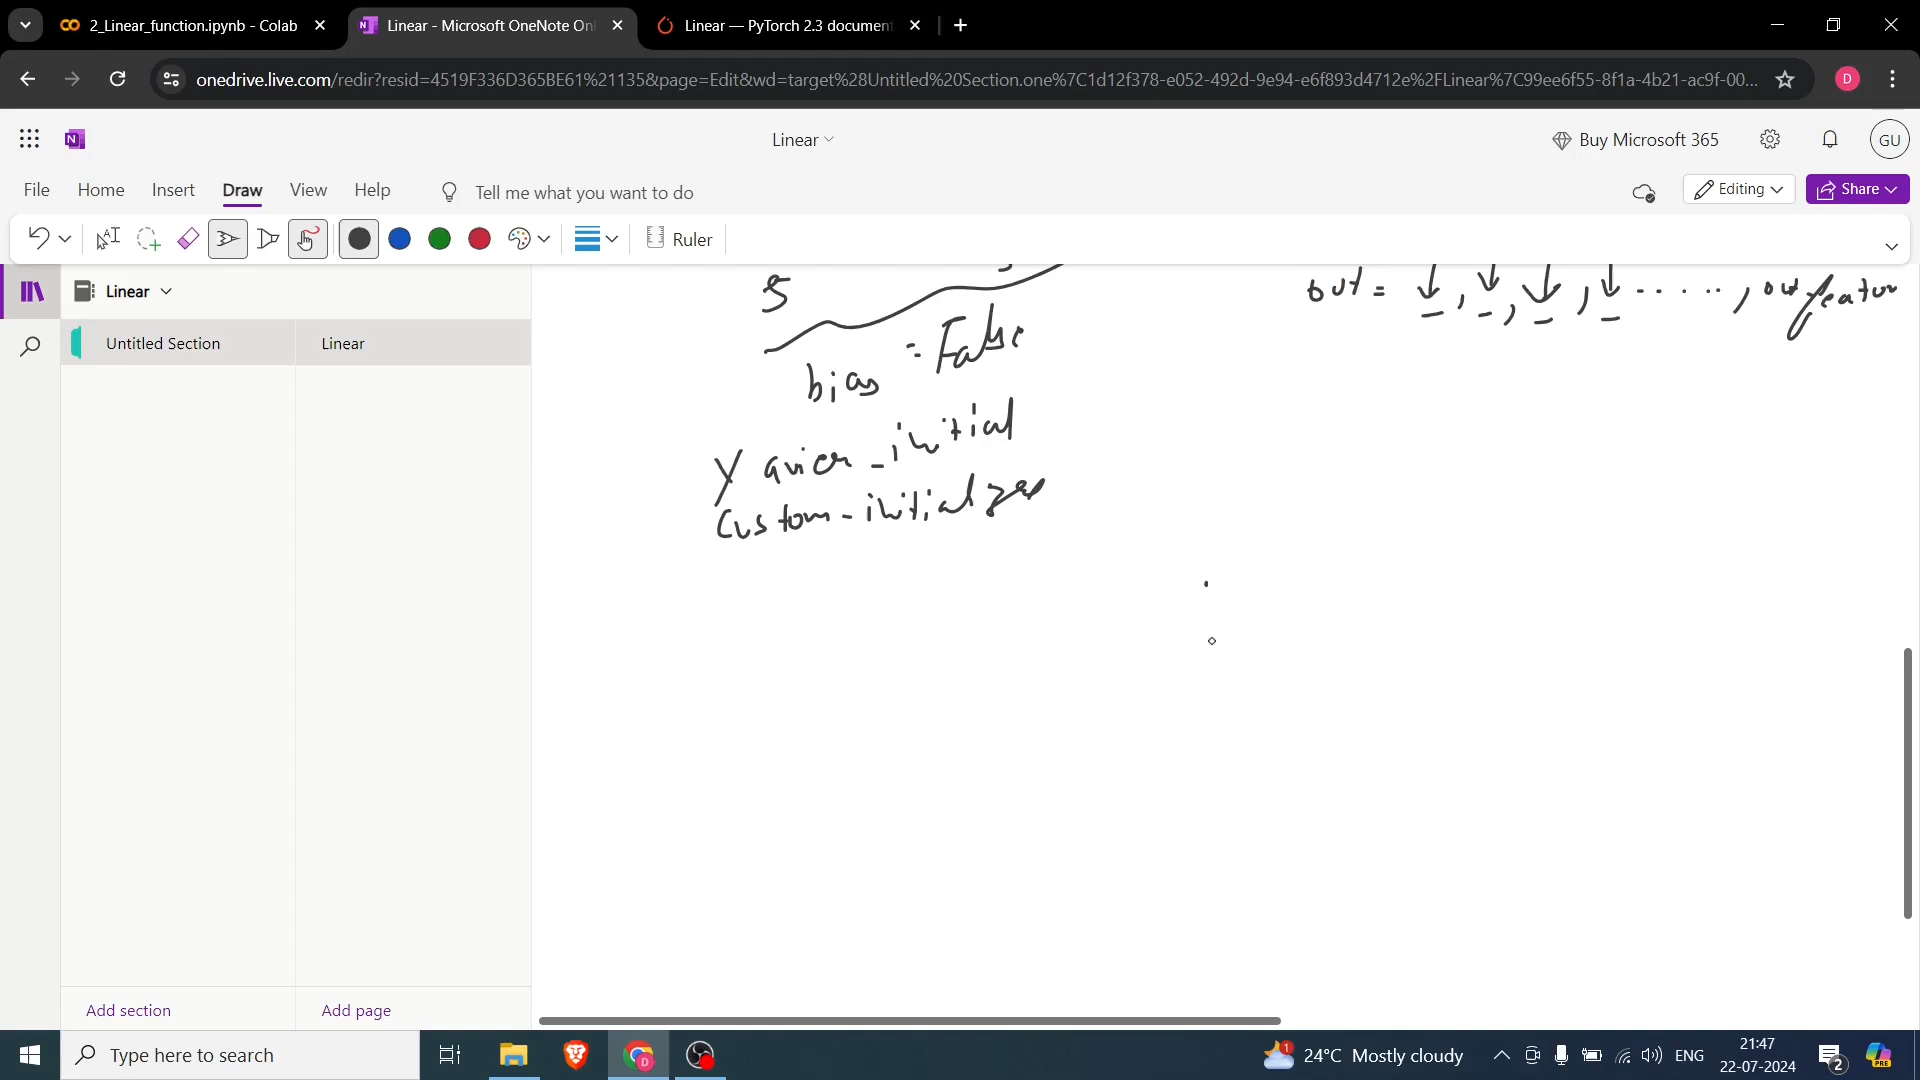 2_Linear_function.ipynb - Colab
Linear - Microsoft OneNote Onl
Linear — PyTorch 2.3 document
onedrive.live.com/redir?resid=4519F336D365BE61%21135&page=Edit&wd=target%28Untitled%20Section.one%7C1d12f378-e052-492d-9e94-e6f893d4712e%2FLinear%7C99ee6f55-8f1a-4b21-ac9f-00...
D
N
Linear
Buy Microsoft 365
GU
File Home Insert Draw View Help Tell me what you want to do
Editing Share
Ruler
Linear
Untitled Section
Linear
5
out = , , , , ....., out featur
bias = False
Xavier_initial
Custom-initialize
Add section
Add page
Type here to search
24°C Mostly cloudy
ENG
21:47
22-07-2024
2